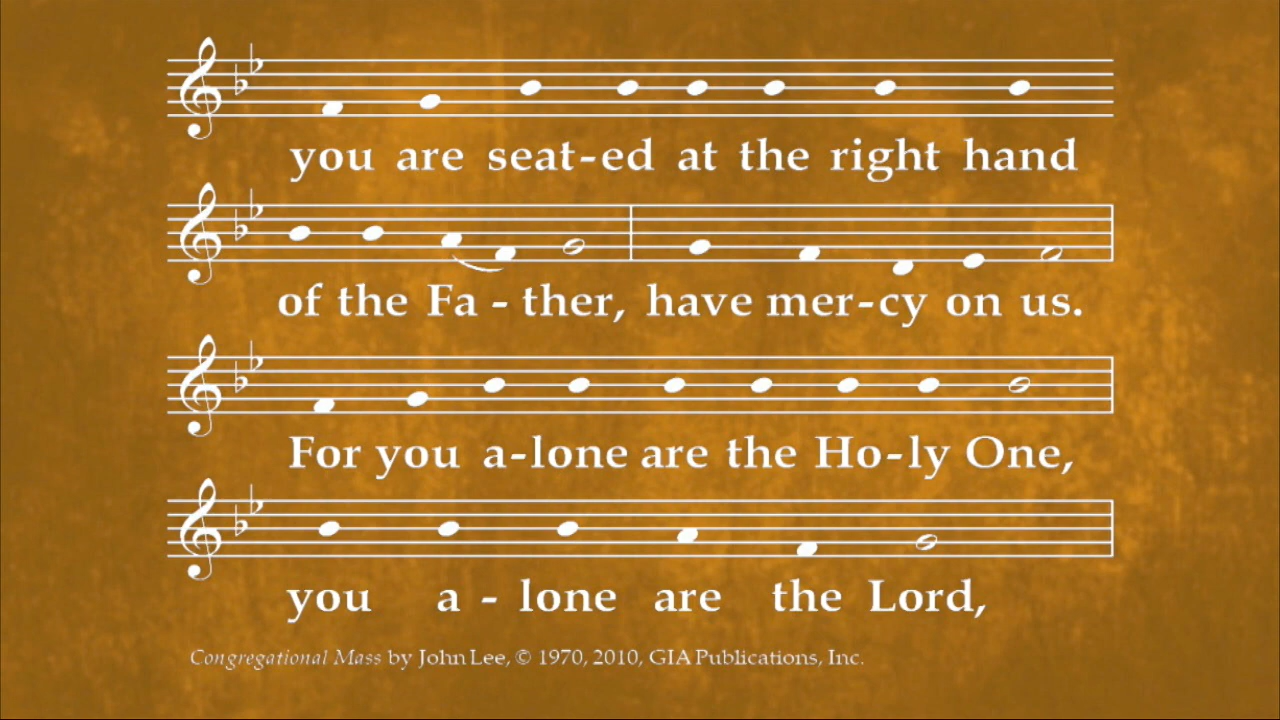 you are seat-ed at the right hand
of the Fa - ther, have mer-cy on us.
For you a-lone are the Ho-ly One,
you a - lone are the Lord,
Congregational Mass by John Lee, © 1970, 2010, GIA Publications, Inc.